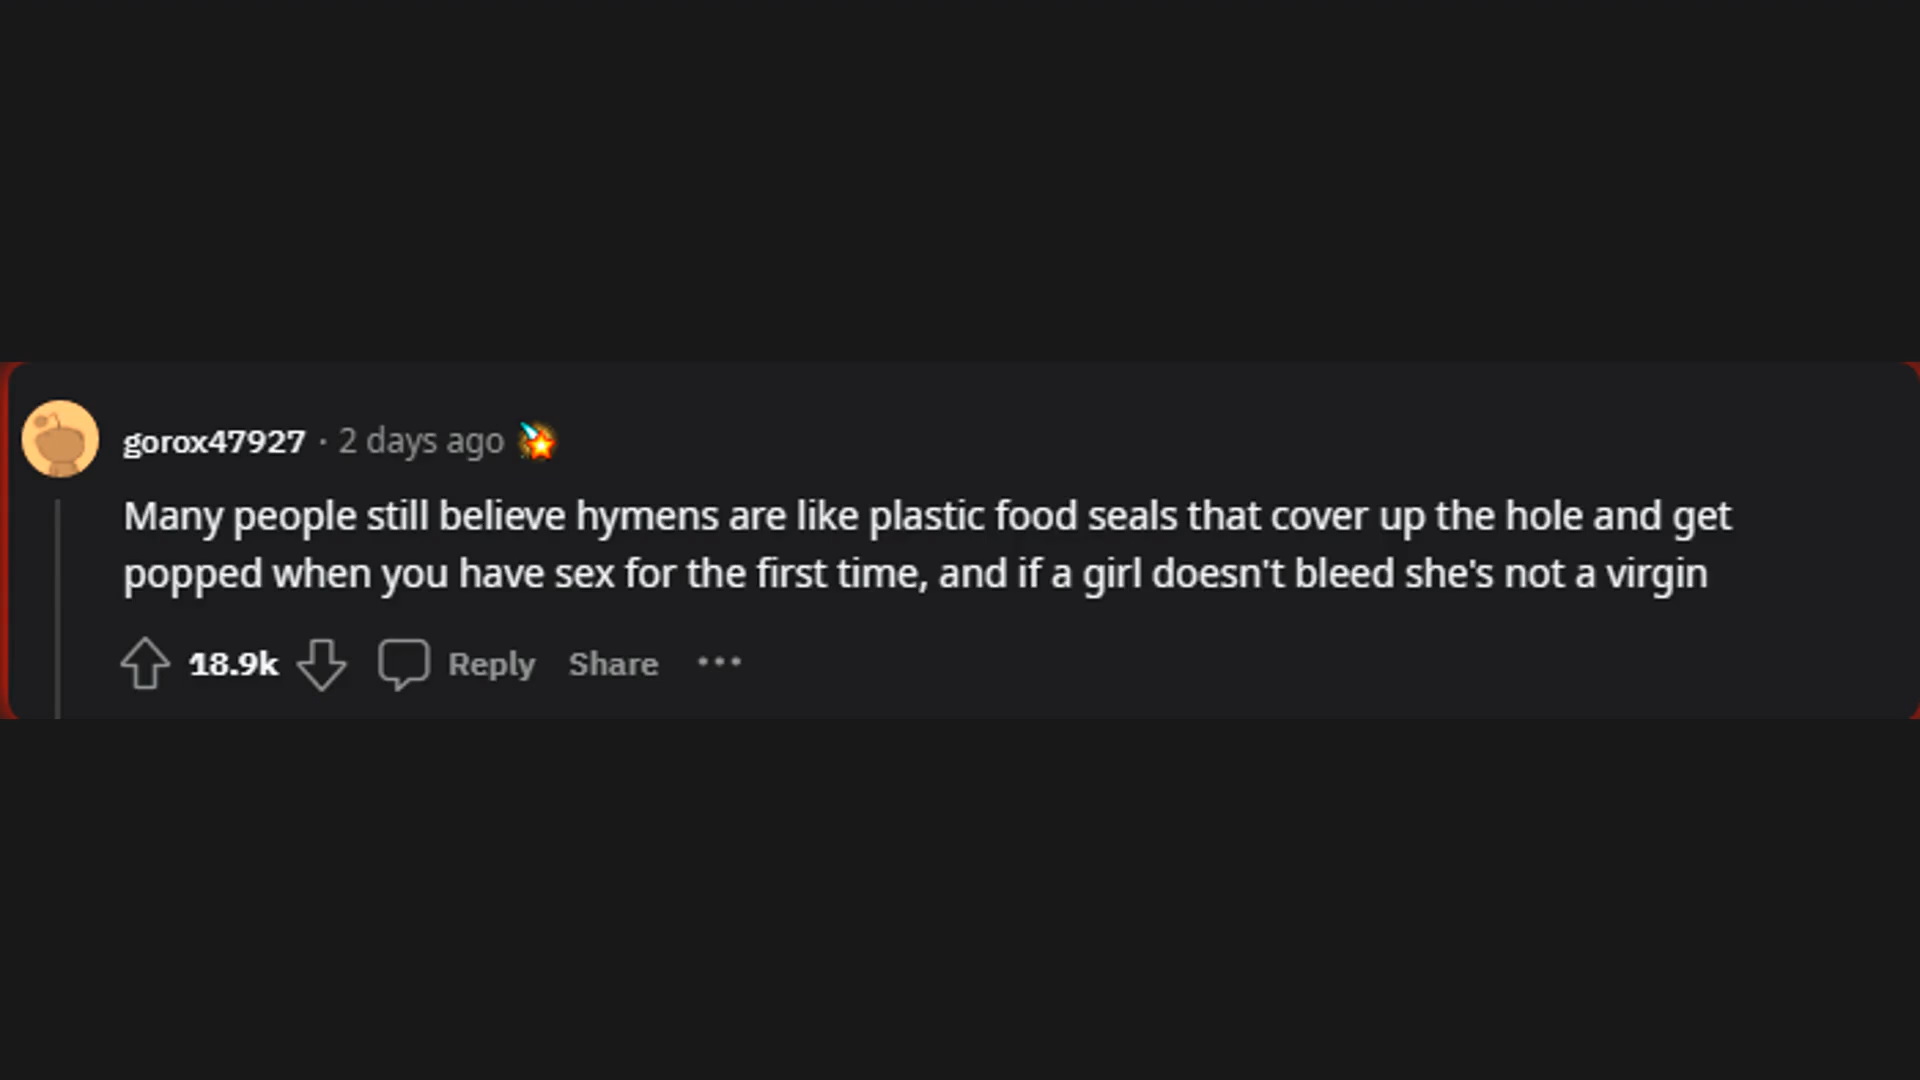 gorox47927 · 2 days ago
Many people still believe hymens are like plastic food seals that cover up the hole and get
popped when you have sex for the first time, and if a girl doesn't bleed she's not a virgin
18.9k Reply Share ···